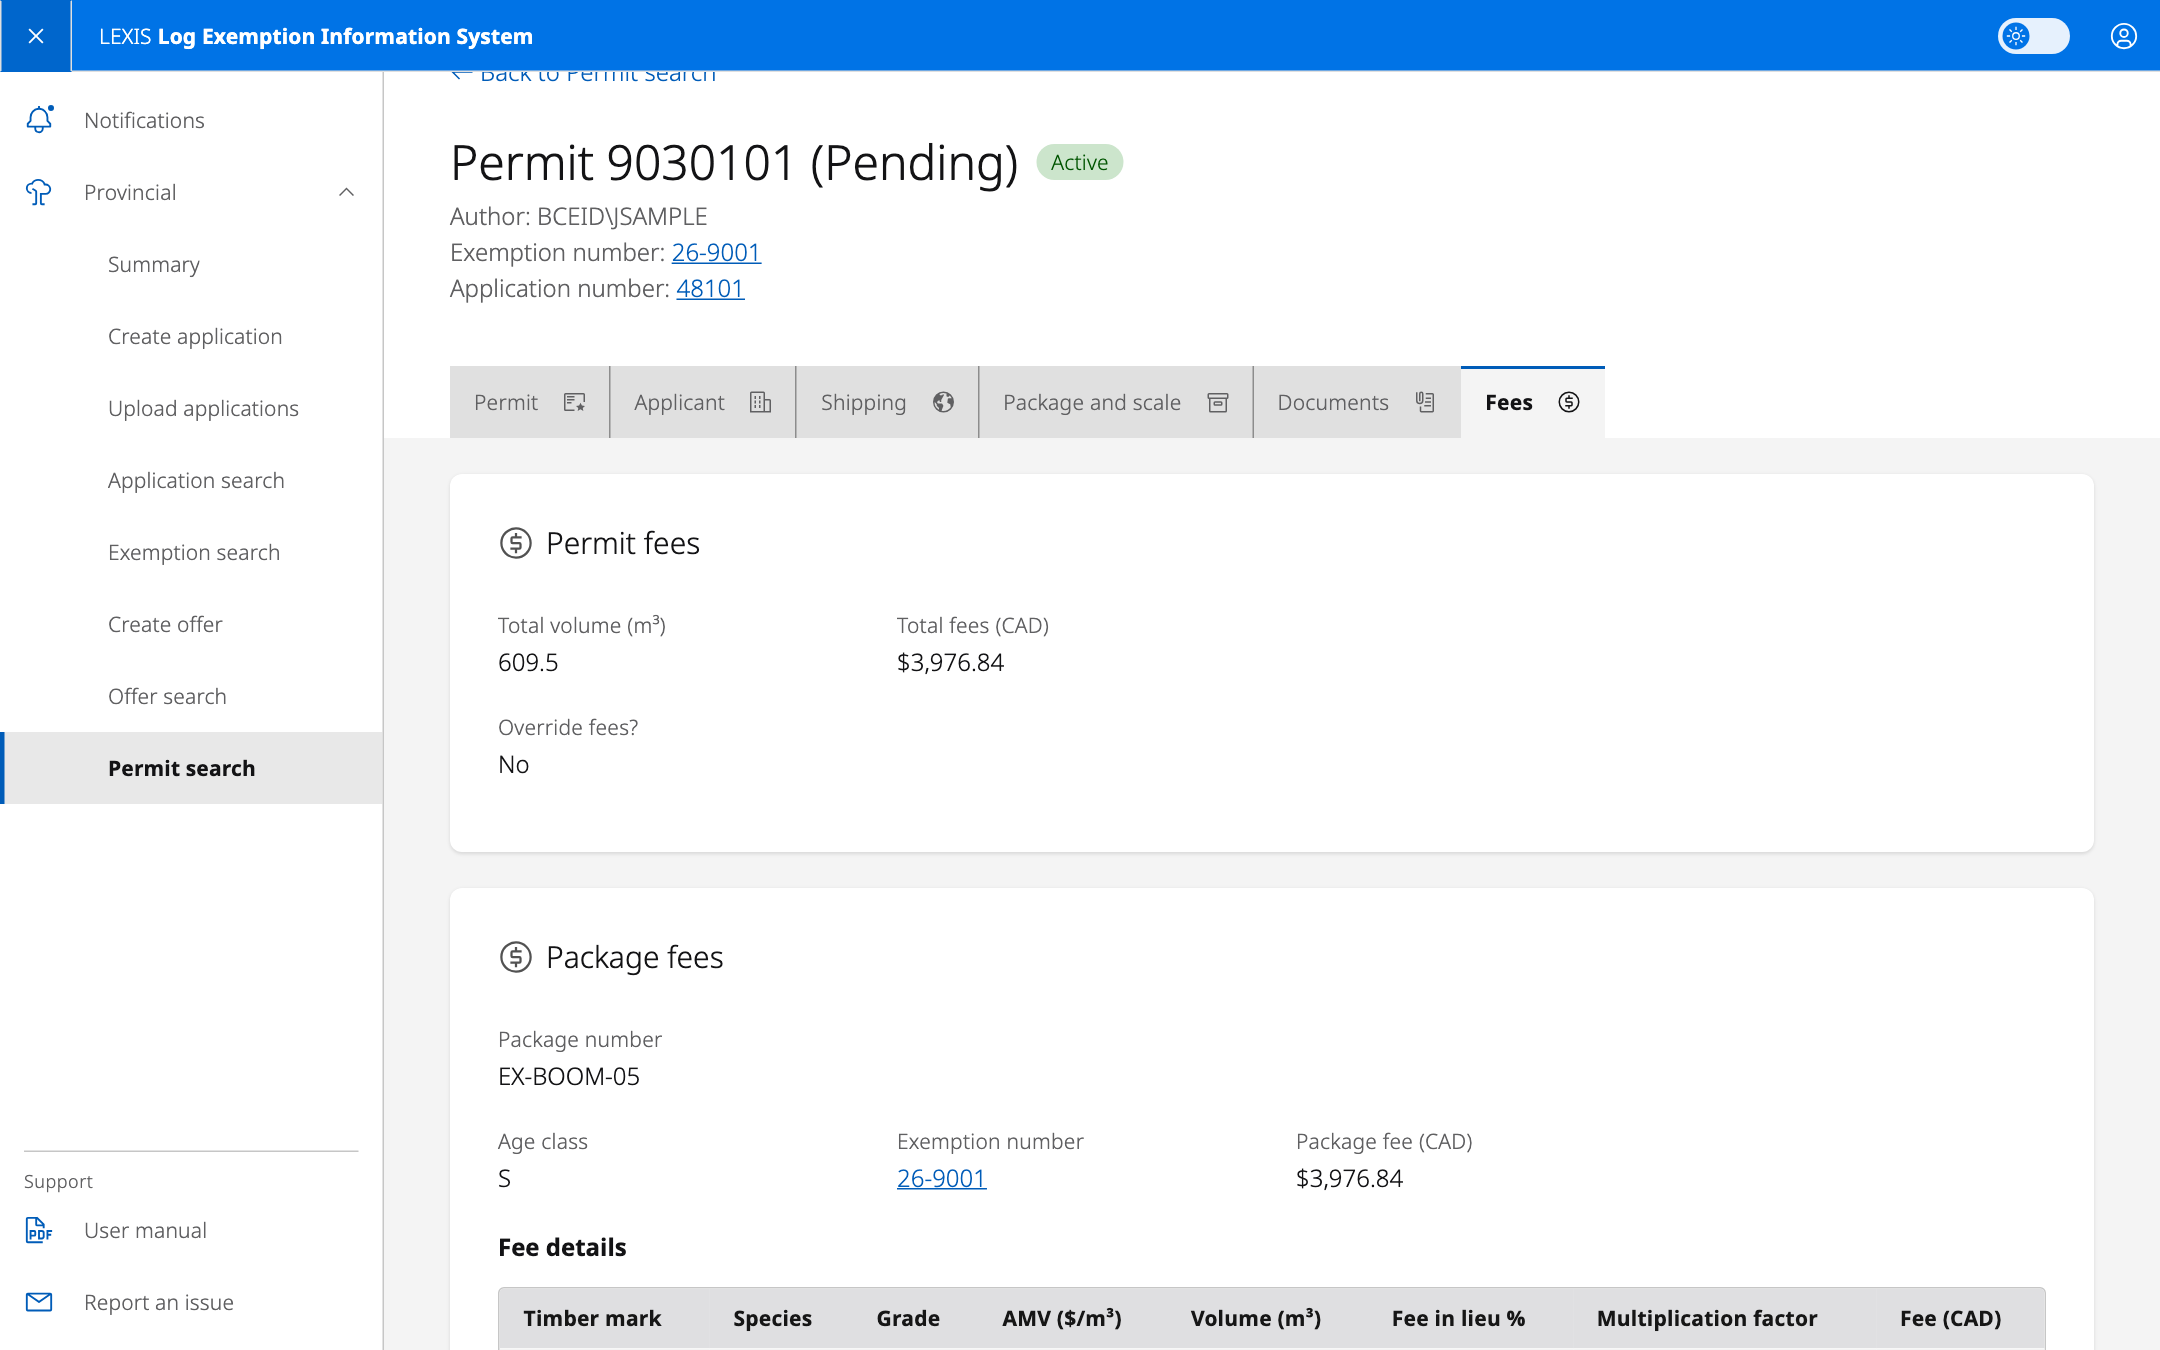 LEXIS Log Exemption Information System
← Back to Permit search
Notifications
Provincial
Summary
Create application
Upload applications
Application search
Exemption search
Create offer
Offer search
Permit search
Support
PDF
User manual
Report an issue
Permit 9030101 (Pending) Active
Author: BCEID\JSAMPLE
Exemption number: 26-9001
Application number: 48101
Permit Applicant Shipping Package and scale Documents Fees
Permit fees
Total volume (m³) Total fees (CAD)
609.5 $3,976.84
Override fees?
No
Package fees
Package number
EX-BOOM-05
Age class Exemption number Package fee (CAD)
S 26-9001 $3,976.84
Fee details
Timber mark Species Grade AMV ($/m³) Volume (m³) Fee in lieu % Multiplication factor Fee (CAD)